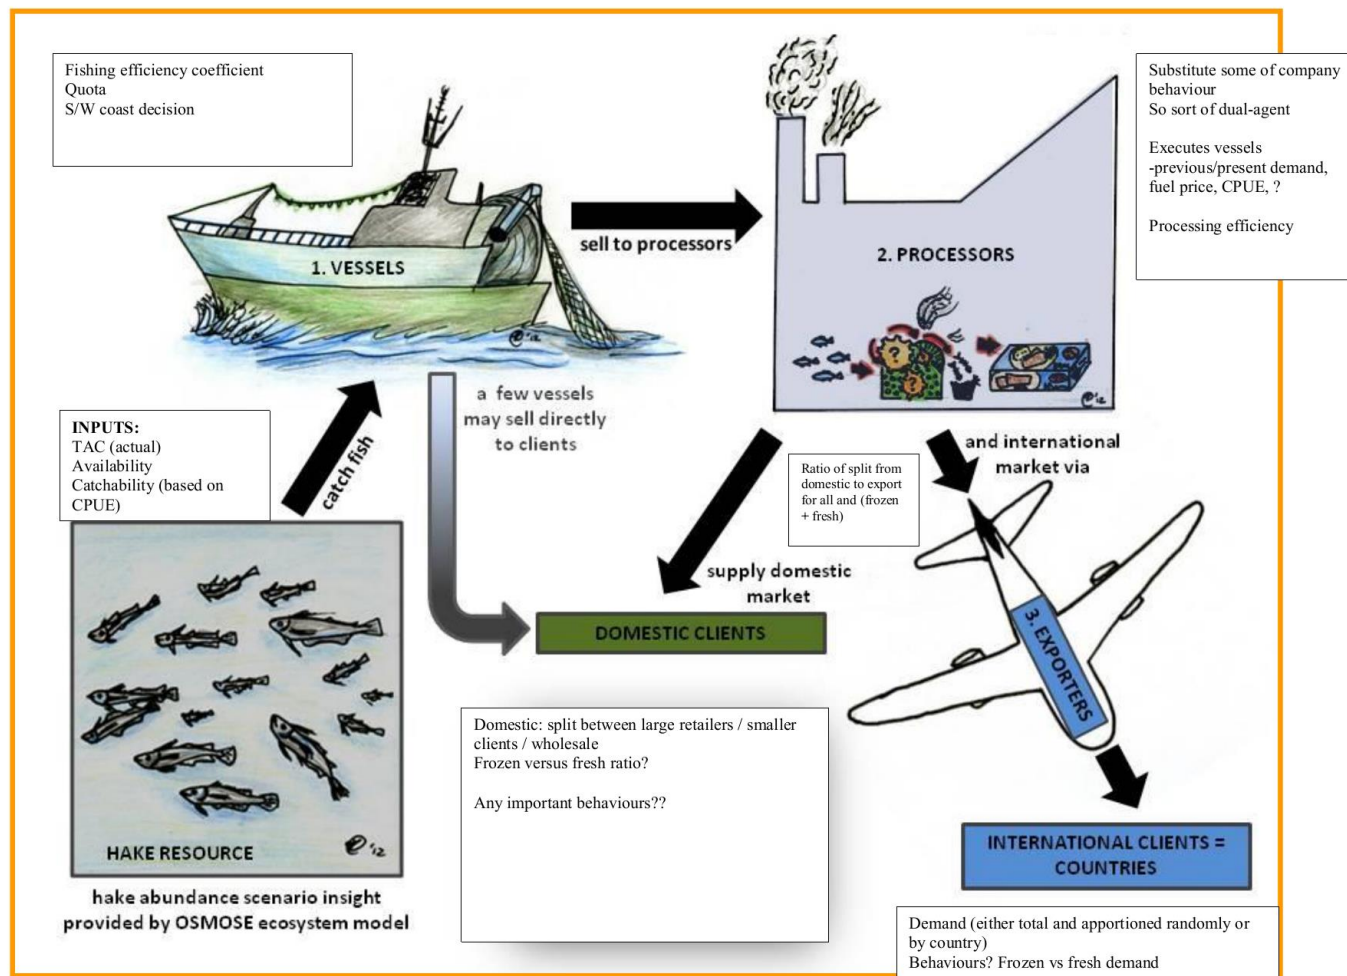 Fishing efficiency coefficient
Quota
S/W coast decision
Substitute some of company
behaviour
So sort of dual-agent
Executes vessels
-previous/present demand,
fuel price, CPUE, ?
Processing efficiency
1. VESSELS
sell to processors
2. PROCESSORS
?
?
'12
'12
a few vessels
may sell directly
to clients
INPUTS:
TAC (actual)
Availability
Catchability (based on
CPUE)
catch fish
and international
market via
Ratio of split from
domestic to export
for all and (frozen
+ fresh)
supply domestic
market
DOMESTIC CLIENTS
3. EXPORTERS
Domestic: split between large retailers / smaller
clients / wholesale
Frozen versus fresh ratio?
Any important behaviours??
HAKE RESOURCE
'12
hake abundance scenario insight
provided by OSMOSE ecosystem model
INTERNATIONAL CLIENTS =
COUNTRIES
Demand (either total and apportioned randomly or
by country)
Behaviours? Frozen vs fresh demand